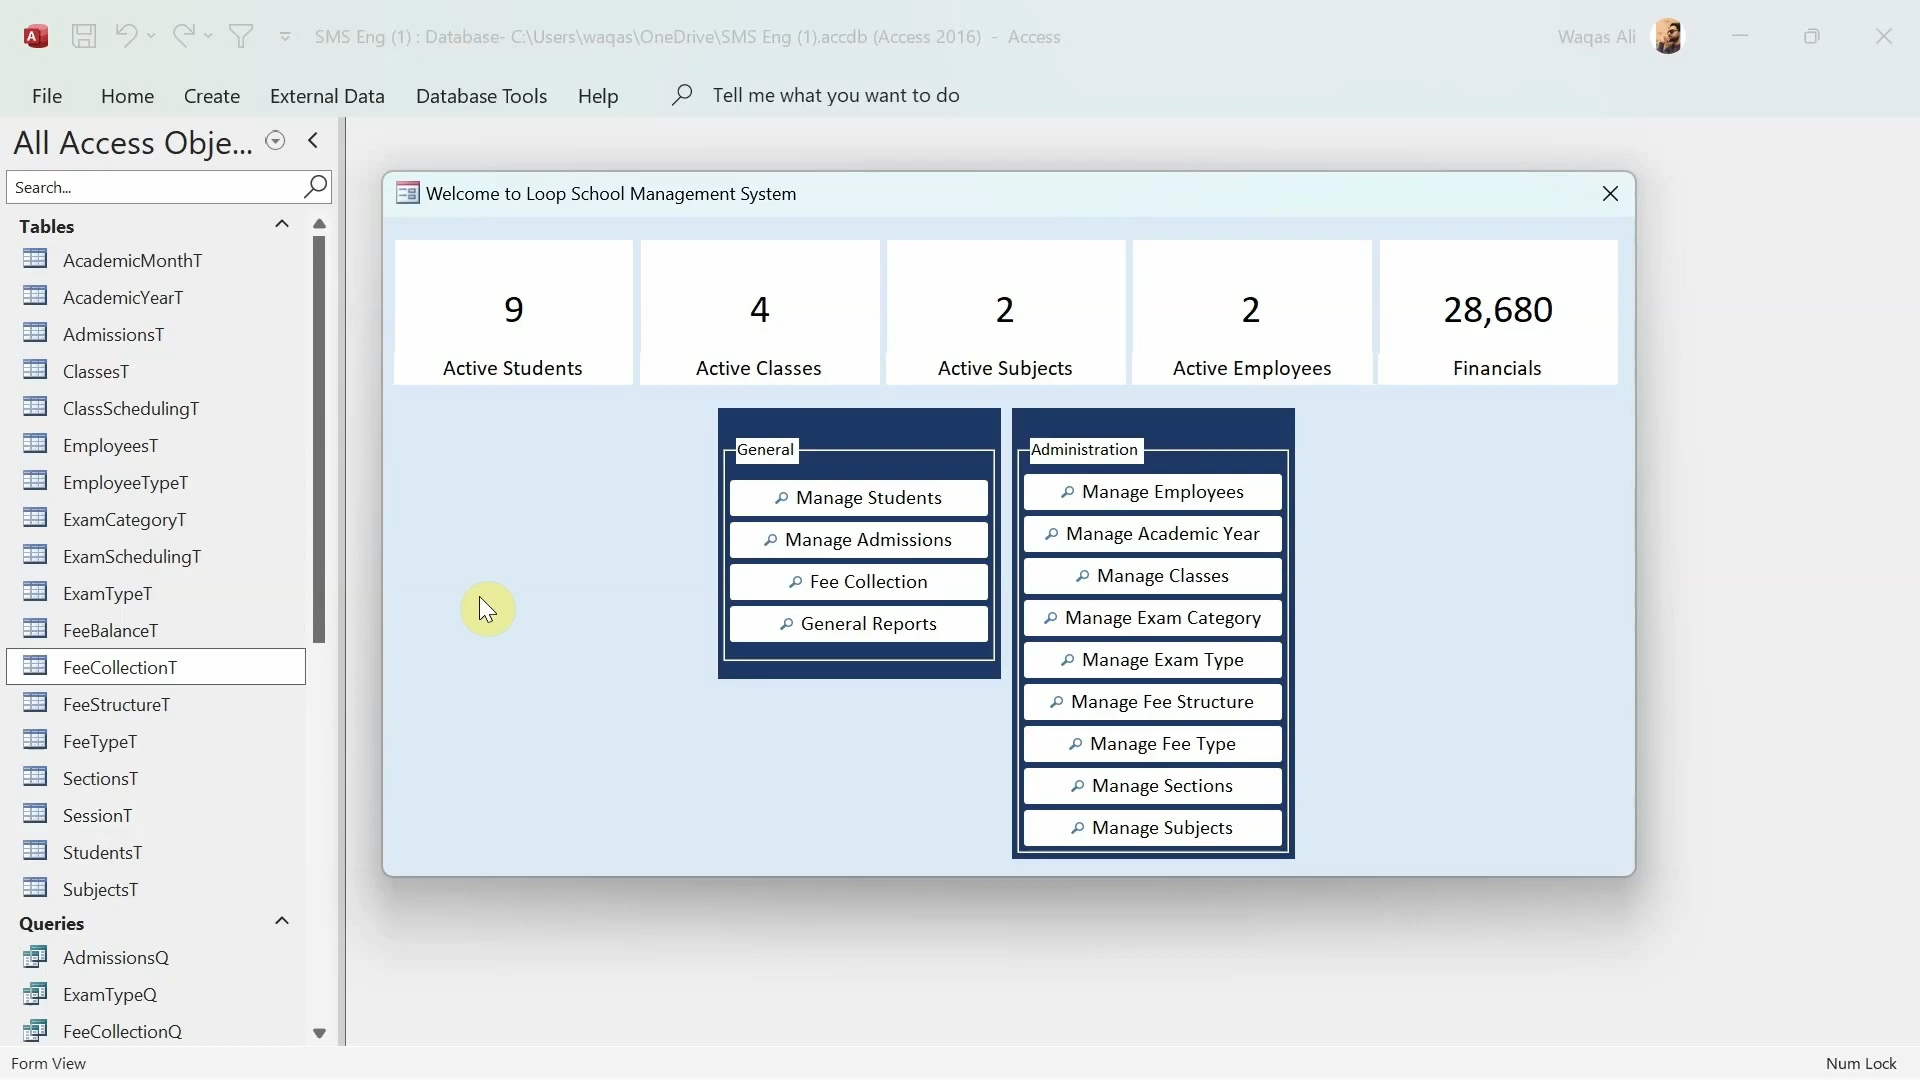 SMS Eng (1) : Database- C:\Users\waqas\OneDrive\SMS Eng (1).accdb (Access 2016) - Access
Waqas Ali
File Home Create External Data Database Tools Help Tell me what you want to do
All Access Obje...
Search...
Tables
AcademicMonthT
AcademicYearT
AdmissionsT
ClassesT
ClassSchedulingT
EmployeesT
EmployeeTypeT
ExamCategoryT
ExamSchedulingT
ExamTypeT
FeeBalanceT
FeeCollectionT
FeeStructureT
FeeTypeT
SectionsT
SessionT
StudentsT
SubjectsT
Queries
AdmissionsQ
ExamTypeQ
FeeCollectionQ
Welcome to Loop School Management System
9
Active Students
4
Active Classes
2
Active Subjects
2
Active Employees
28,680
Financials
General
Manage Students
Manage Admissions
Fee Collection
General Reports
Administration
Manage Employees
Manage Academic Year
Manage Classes
Manage Exam Category
Manage Exam Type
Manage Fee Structure
Manage Fee Type
Manage Sections
Manage Subjects
Form View
Num Lock